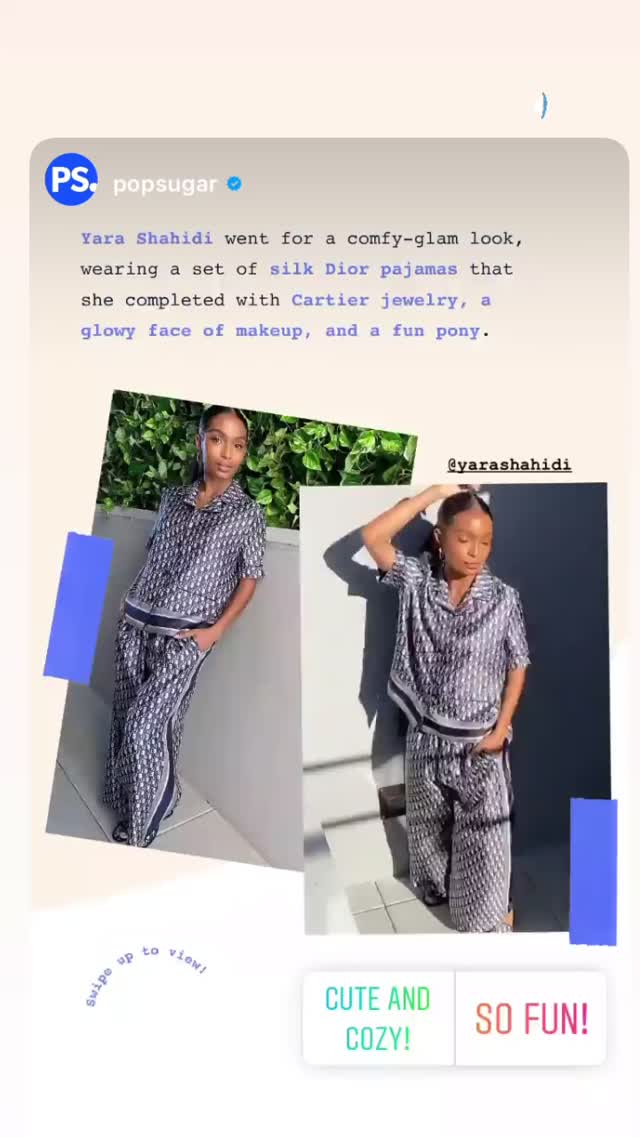 PS.
popsugar
Yara Shahidi went for a comfy-glam look,
wearing a set of silk Dior pajamas that
she completed with Cartier jewelry, a
glowy face of makeup, and a fun pony.
@yarashahidi
Swipe up to view!
CUTE AND
COZY!
SO FUN!